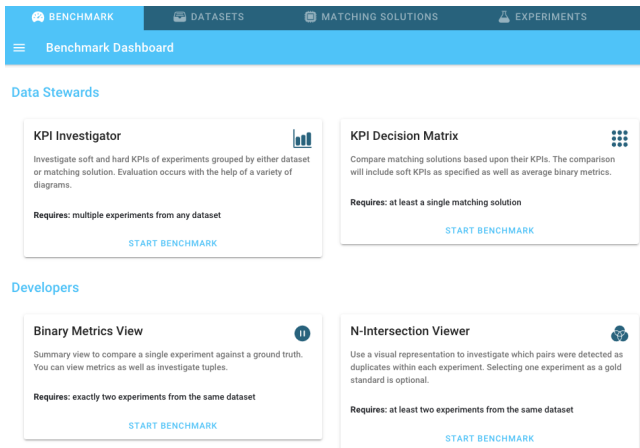 BENCHMARK DATASETS MATCHING SOLUTIONS EXPERIMENTS
Benchmark Dashboard
Data Stewards
KPI Investigator
Investigate soft and hard KPIs of experiments grouped by either dataset
or matching solution. Evaluation occurs with the help of a variety of
diagrams.
Requires: multiple experiments from any dataset
START BENCHMARK
KPI Decision Matrix
Compare matching solutions based upon their KPIs. The comparison
will include soft KPIs as specified as well as average binary metrics.
Requires: at least a single matching solution
START BENCHMARK
Developers
Binary Metrics View
Summary view to compare a single experiment against a ground truth.
You can view metrics as well as investigate tuples.
Requires: exactly two experiments from the same dataset
START BENCHMARK
N-Intersection Viewer
Use a visual representation to investigate which pairs were detected as
duplicates within each experiment. Selecting one experiment as a gold
standard is optional.
Requires: at least two experiments from the same dataset
START BENCHMARK